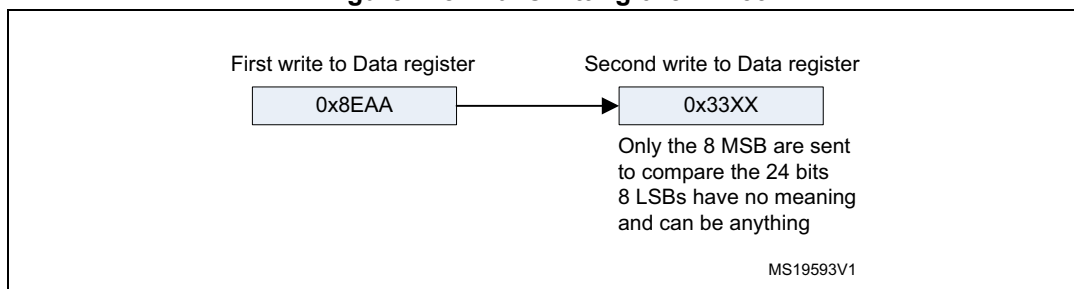 First write to Data register
Second write to Data register
0x8EAA
0x33XX
Only the 8 MSB are sent
to compare the 24 bits
8 LSBs have no meaning
and can be anything
MS19593V1